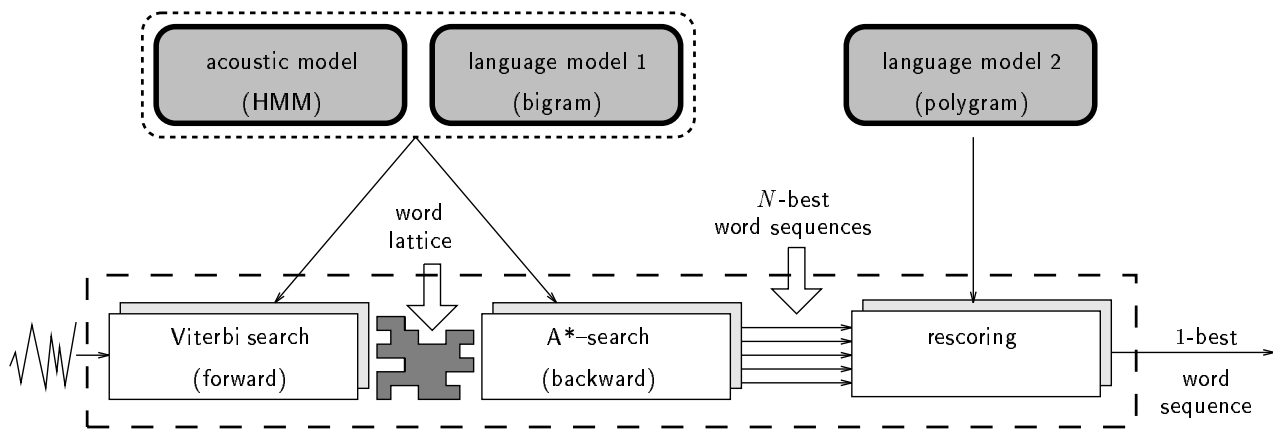 acoustic model
(HMM)
language model 1
(bigram)
language model 2
(polygram)
word
lattice
N-best
word sequences
Viterbi search
(forward)
A*–search
(backward)
rescoring
1-best
word
sequence